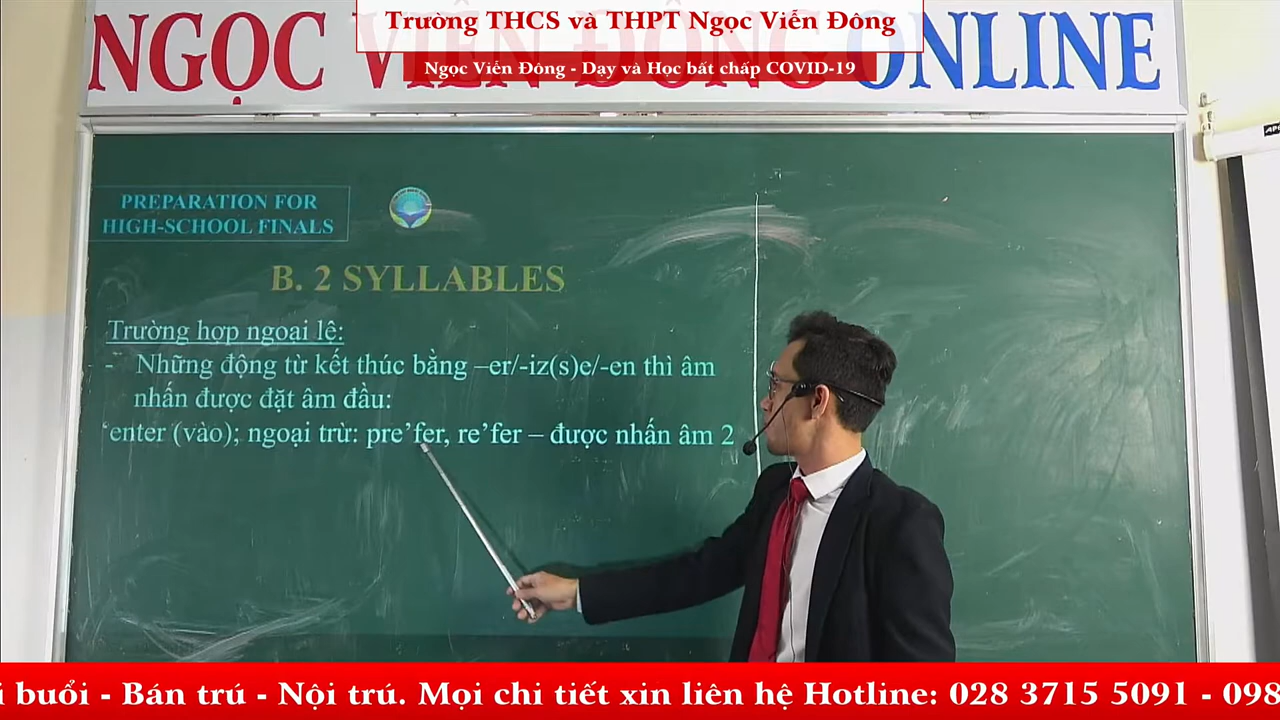 Trường THCS và THPT Ngọc Viễn Đông
NGỌC VIỄN ĐÔNG ONLINE
Ngọc Viễn Đông - Dạy và Học bất chấp COVID-19
PREPARATION FOR
HIGH-SCHOOL FINALS
B. 2 SYLLABLES
Trường hợp ngoại lệ:
- Những động từ kết thúc bằng –er/-iz(s)e/-en thì âm
nhấn được đặt âm đầu:
‘enter (vào); ngoại trừ: pre’fer, re’fer – được nhấn âm 2
buổi - Bán trú - Nội trú. Mọi chi tiết xin liên hệ Hotline: 028 3715 5091 - 098